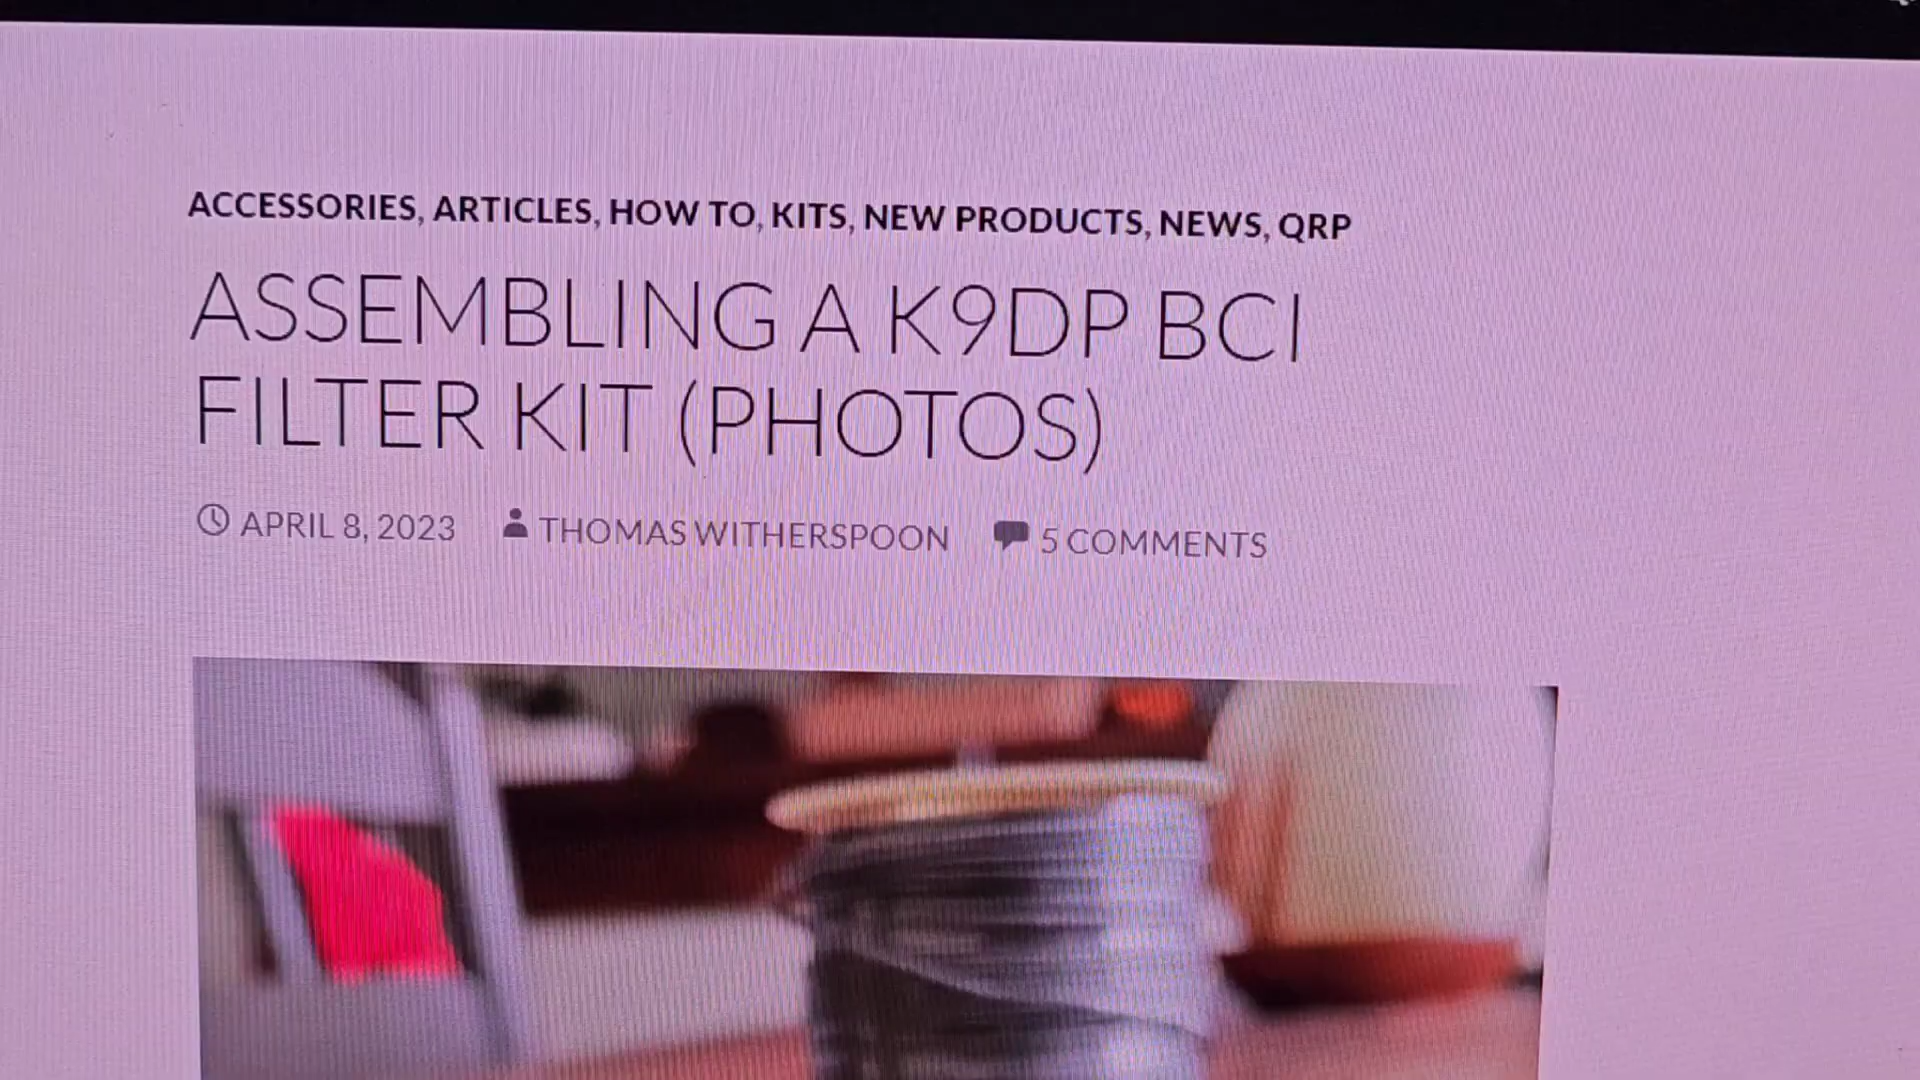 ACCESSORIES, ARTICLES, HOW TO, KITS, NEW PRODUCTS, NEWS, QRP
ASSEMBLING A K9DP BCI
FILTER KIT (PHOTOS)
APRIL 8, 2023 THOMAS WITHERSPOON 5 COMMENTS